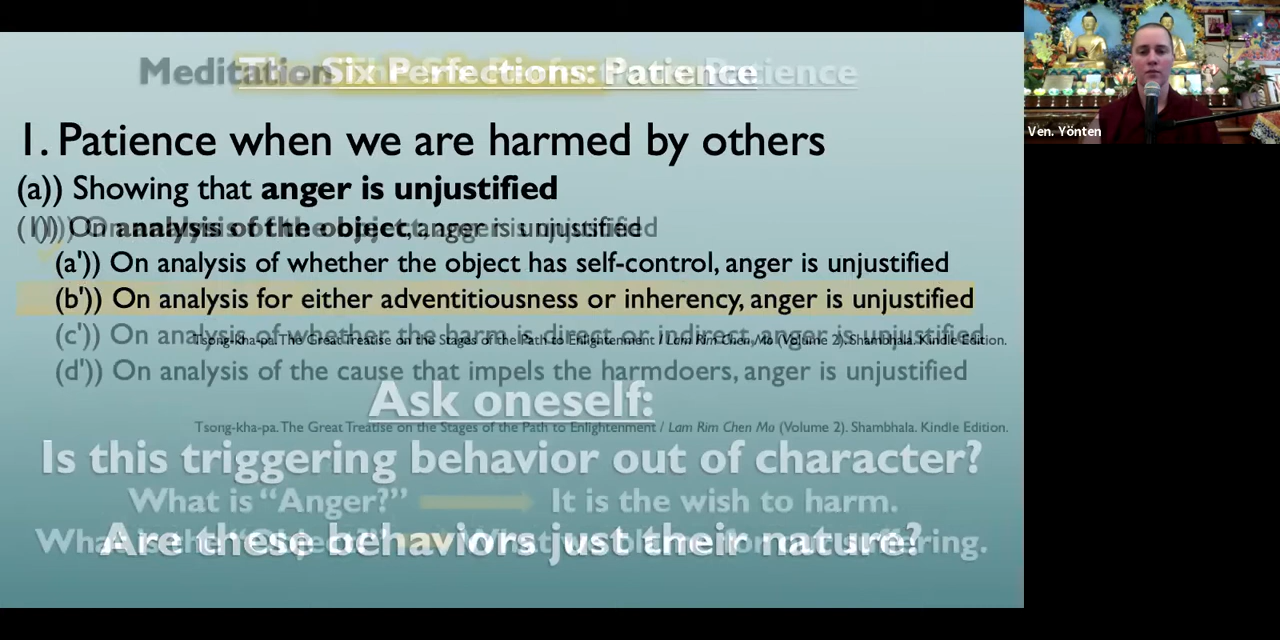 Meditation
The Six Perfections: Patience
1. Patience when we are harmed by others
(a)) Showing that anger is unjustified
(1)) On analysis of the object, anger is unjustified
(a')) On analysis of whether the object has self-control, anger is unjustified
(b')) On analysis for either adventitiousness or inherency, anger is unjustified
(c')) On analysis of whether the harm is direct or indirect, anger is unjustified
Tsong-kha-pa. The Great Treatise on the Stages of the Path to Enlightenment / Lam Rim Chen Mo (Volume 2). Shambhala. Kindle Edition.
(d')) On analysis of the cause that impels the harmdoers, anger is unjustified
Ask oneself:
Tsong-kha-pa. The Great Treatise on the Stages of the Path to Enlightenment / Lam Rim Chen Mo (Volume 2). Shambhala. Kindle Edition.
Is this triggering behavior out of character?
What is “Anger?” It is the wish to harm.
Are these behaviors just their nature?
Ven. Yönten